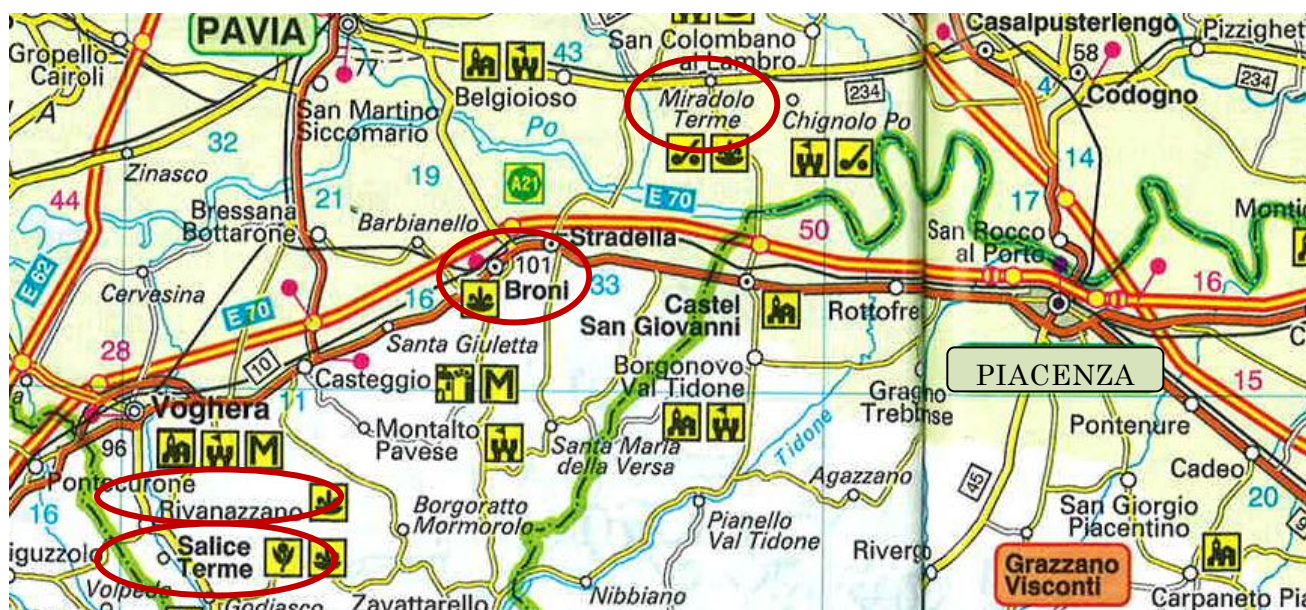 PAVIA
Gropello
Cairoli
77
San Martino
Siccomario
43
Belgioioso
San Colombano
al Lambro
Miradolo
Terme
234
Chignolo Po
Casalpusterlengo
58
Pizzighet
234
4
Codogno
A
32
Zinasco
Po
A21
19
21
44
14
17
Bressana
Bottarone
Barbianello
E 70
Stradella
50
San Rocco
al Porto
Monti
E 62
Cervesina
E 70
101
Broni
16
33
Castel
San Giovanni
Rottofre
16
28
10
Santa Giuletta
Casteggio
M
Borgonovo
Val Tidone
PIACENZA
Gragno
Trebbnse
15
11
Voghera
96
M
Montalto
Pavese
Santa Maria
della Versa
Tidone
Pontenure
Pontecurone
Rivanazzano
16
Borgoratto
Mormorolo
Agazzano
45
Cadeo
20
San Giorgio
Piacentino
Pianello
Val Tidone
iguzzolo
Salice
Terme
Riverg
Grazzano
Visconti
Volpedo
Godiasco
Zavattarello
Nibbiano
Carpaneto Pia